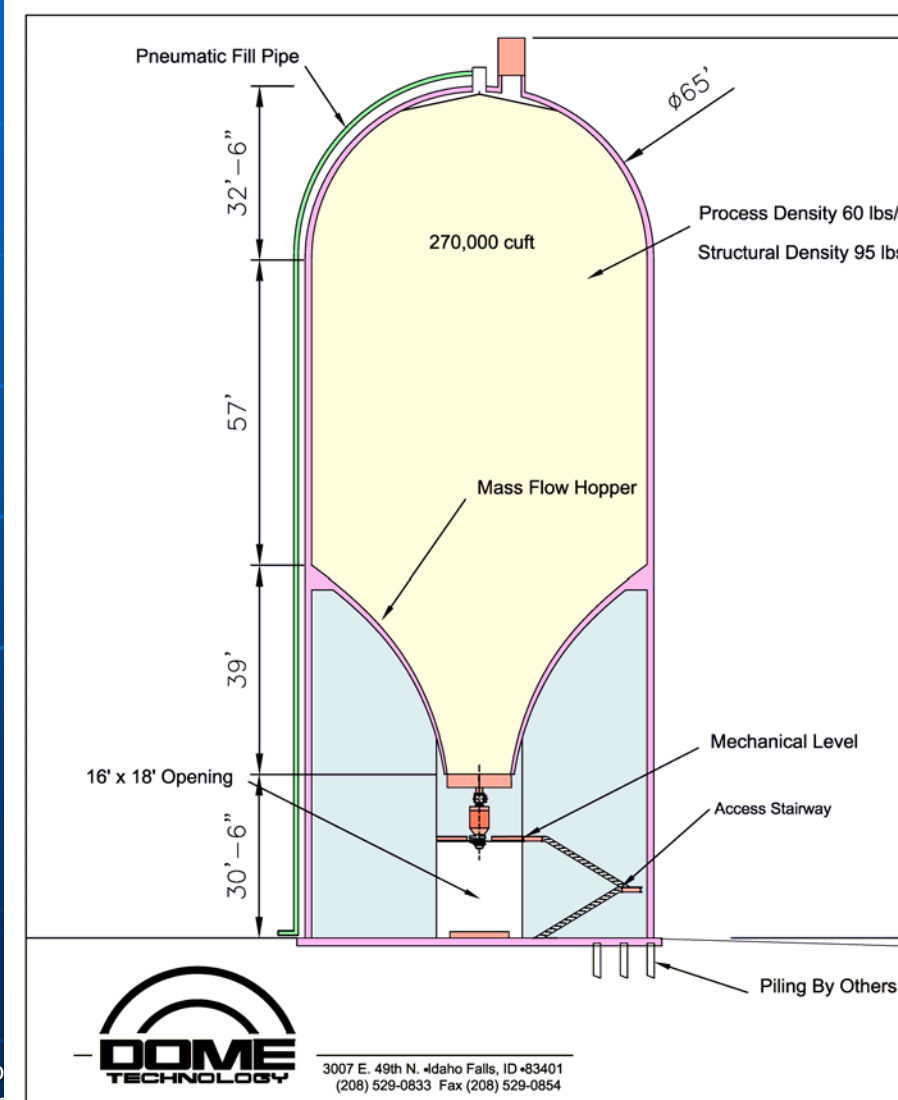 Pneumatic Fill Pipe
ø65'
32'–6"
Process Density 60 lbs/
270,000 cuft
Structural Density 95 lbs
57'
Mass Flow Hopper
39'
Mechanical Level
16' x 18' Opening
Access Stairway
30'–6"
Piling By Others
DOME
TECHNOLOGY
3007 E. 49th N. •Idaho Falls, ID •83401
(208) 529-0833 Fax (208) 529-0854